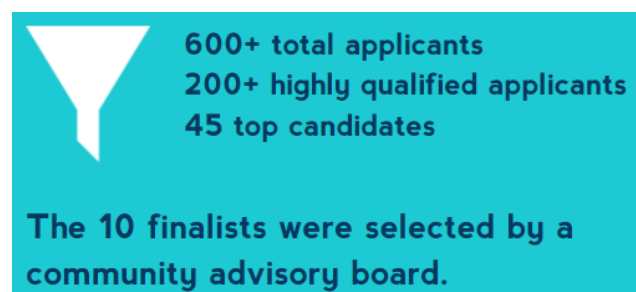 600+ total applicants
200+ highly qualified applicants
45 top candidates
The 10 finalists were selected by a
community advisory board.